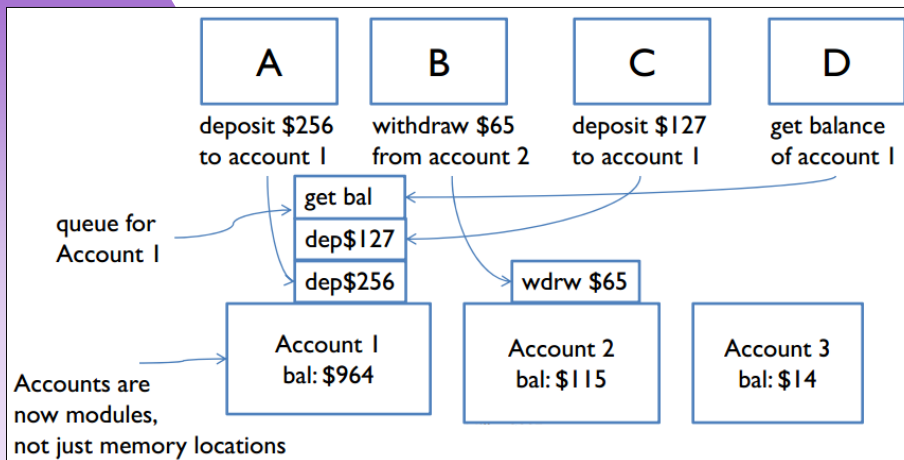 A
B
C
D
deposit $256
to account 1
withdraw $65
from account 2
deposit $127
to account 1
get balance
of account 1
queue for
Account 1
get bal
dep$127
dep$256
wdrw $65
Account 1
bal: $964
Account 2
bal: $115
Account 3
bal: $14
Accounts are
now modules,
not just memory locations